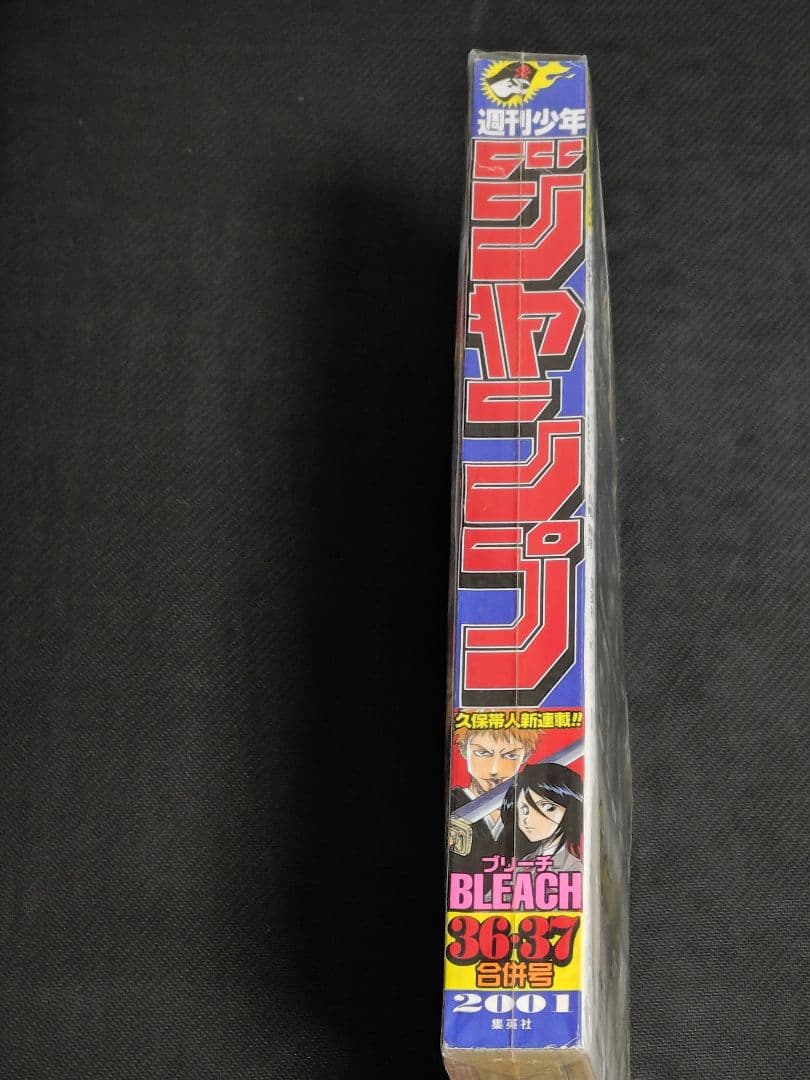 週刊少年
ジャンプ
久保帯人新連載!!
ブリーチ
BLEACH
36・37
合併号
2001
集英社